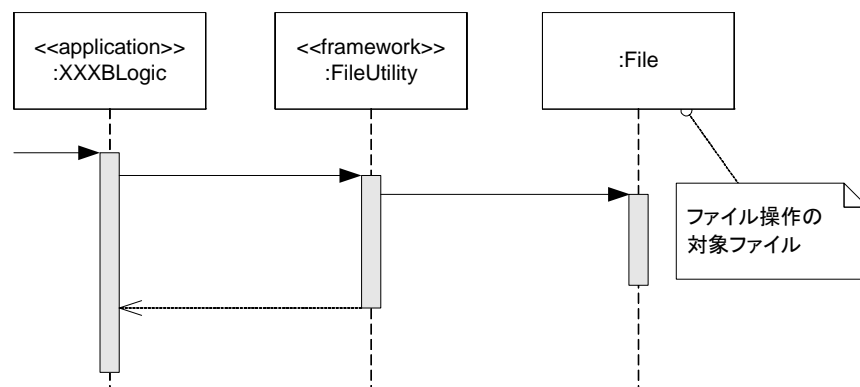 <<application>>
:XXXBLogic
<<framework>>
:FileUtility
:File
ファイル操作の
対象ファイル